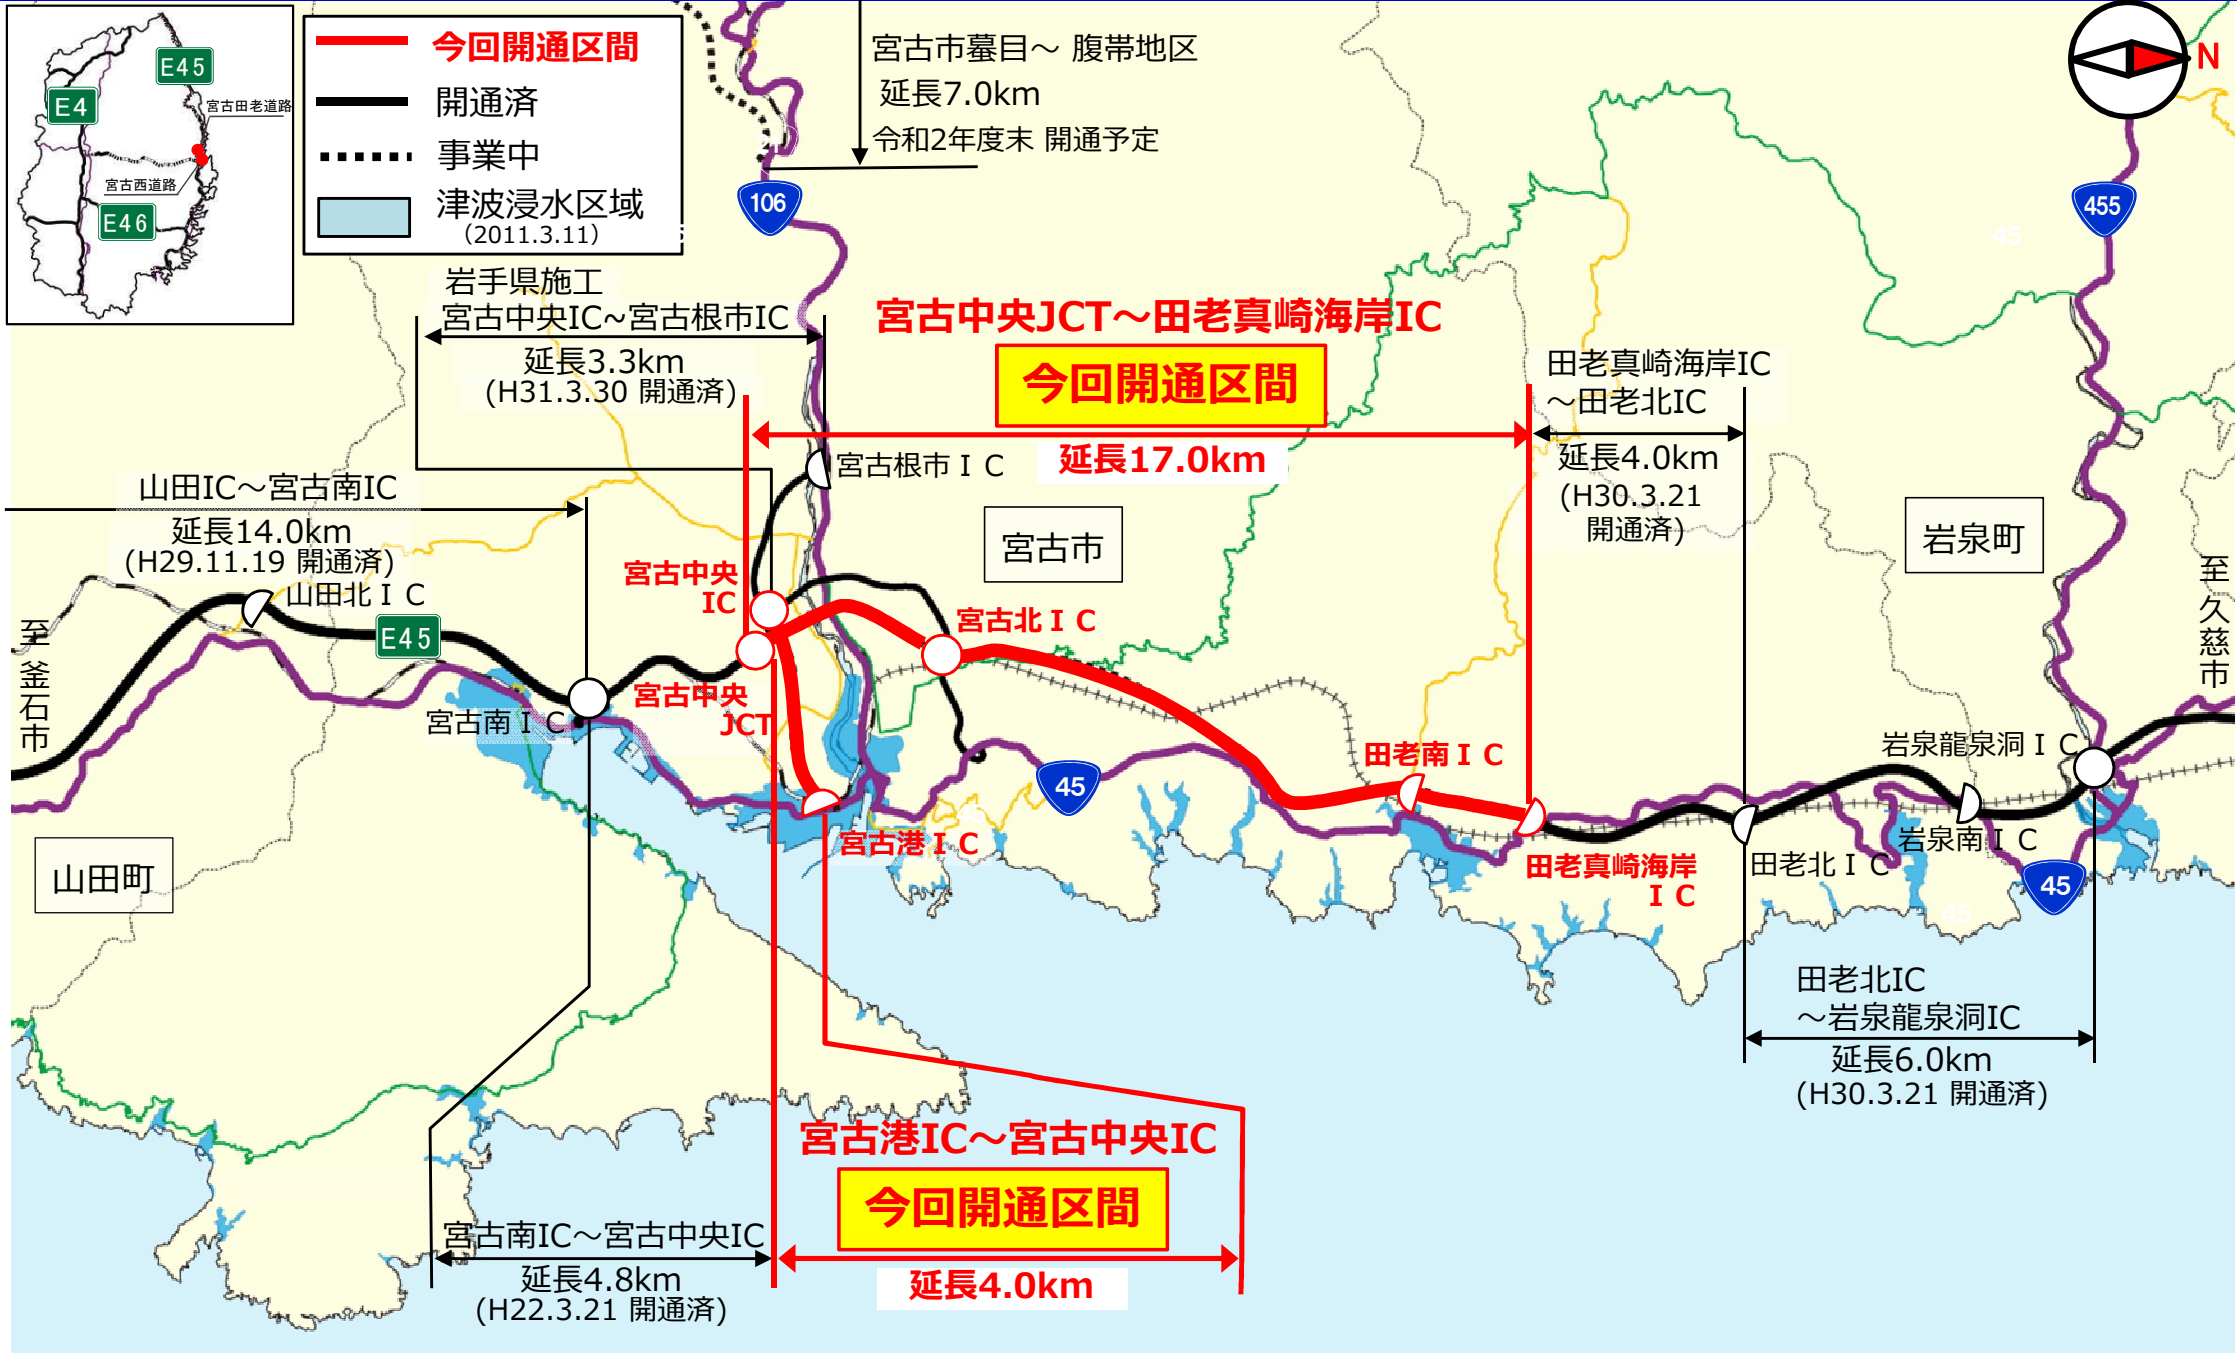 E45
E4
宮古田老道路
宮古西道路
E46
今回開通区間
開通済
事業中
津波浸水区域
（2011.3.11）
宮古市蟇目～ 腹帯地区
延長7.0km
令和2年度末 開通予定
N
106
455
45
岩手県施工
宮古中央IC~宮古根市IC
延長3.3km
(H31.3.30 開通済)
宮古中央JCT～田老真崎海岸IC
今回開通区間
延長17.0km
田老真崎海岸IC
～田老北IC
延長4.0km
(H30.3.21
開通済)
宮古根市ＩＣ
山田IC～宮古南IC
延長14.0km
(H29.11.19 開通済)
山田北ＩＣ
E45
至 釜石市
宮古市
岩泉町
至 久慈市
宮古中央
IC
宮古北ＩＣ
宮古中央
JCT
宮古南ＩＣ
田老南ＩＣ
岩泉龍泉洞ＩＣ
45
45
宮古港ＩＣ
岩泉南ＩＣ
田老真崎海岸
ＩＣ
田老北ＩＣ
45
45
山田町
田老北IC
～岩泉龍泉洞IC
延長6.0km
(H30.3.21 開通済)
宮古港IC～宮古中央IC
今回開通区間
延長4.0km
宮古南IC～宮古中央IC
延長4.8km
(H22.3.21 開通済)